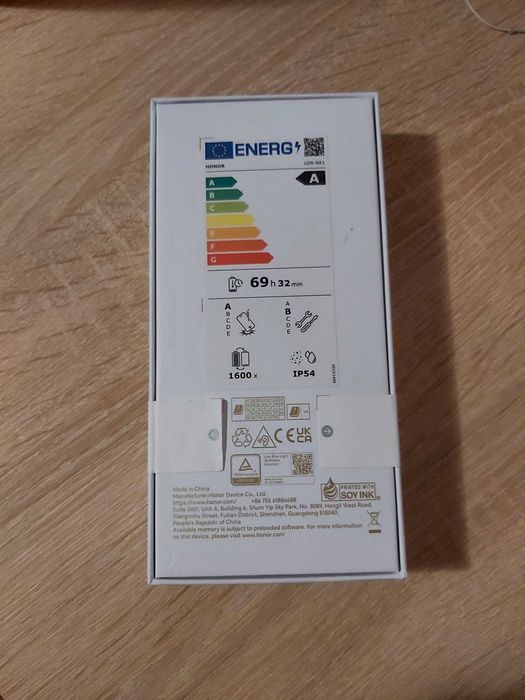 ENERG
HONOR
LGN-NX1
A
A
B
C
E
F
G
69 h 32 min
A
B
C
D
E
A
B
C
D
E
1600 x
IP54
CE UK CA
Low Blue Light
PRINTED WITH
SOY INK
Made in China
Manufacturer:Honor Device Co., Ltd.
https://www.honor.com/ +86 755 61886688
Suite 3401, Unit A, Building 6, Shum Yip Sky Park, No. 8089, Hongli West Road,
Xiangmihu Street, Futian District, Shenzhen, Guangdong 518040,
People's Republic of China
Available memory is subject to preloaded software. For more information
on this device, please visit www.honor.com